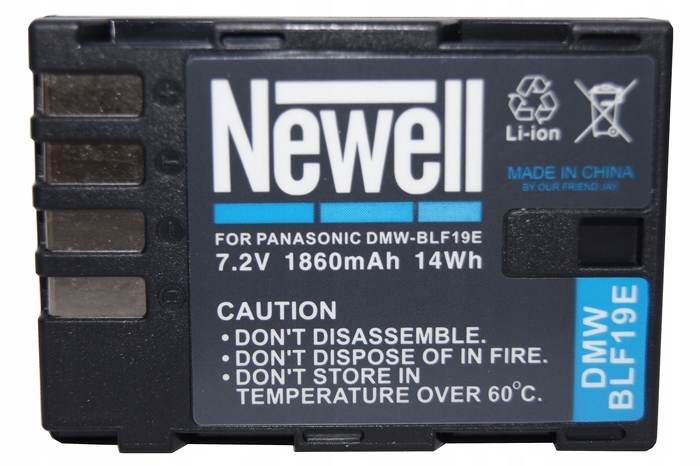 Newell
Li-ion
MADE IN CHINA
BY OUR FRIEND JAY
FOR PANASONIC DMW-BLF19E
7.2V 1860mAh 14Wh
CAUTION
• DON'T DISASSEMBLE.
• DON'T DISPOSE OF IN FIRE.
• DON'T STORE IN
TEMPERATURE OVER 60°C.
DMW
BLF19E
+
T
D